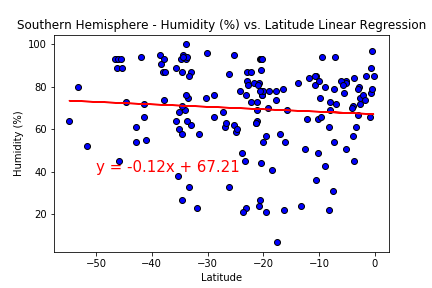 Southern Hemisphere - Humidity (%) vs. Latitude Linear Regression
100
80
60
40
20
Humidity (%)
y = -0.12x + 67.21
−50
−40
−30
−20
−10
0
Latitude